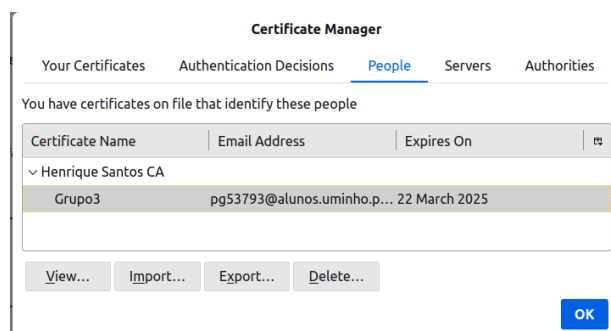 Certificate Manager
Your Certificates Authentication Decisions People Servers Authorities
You have certificates on file that identify these people
Certificate Name Email Address Expires On
Henrique Santos CA
Grupo3 pg53793@alunos.uminho.p... 22 March 2025
View... Import... Export... Delete...
OK